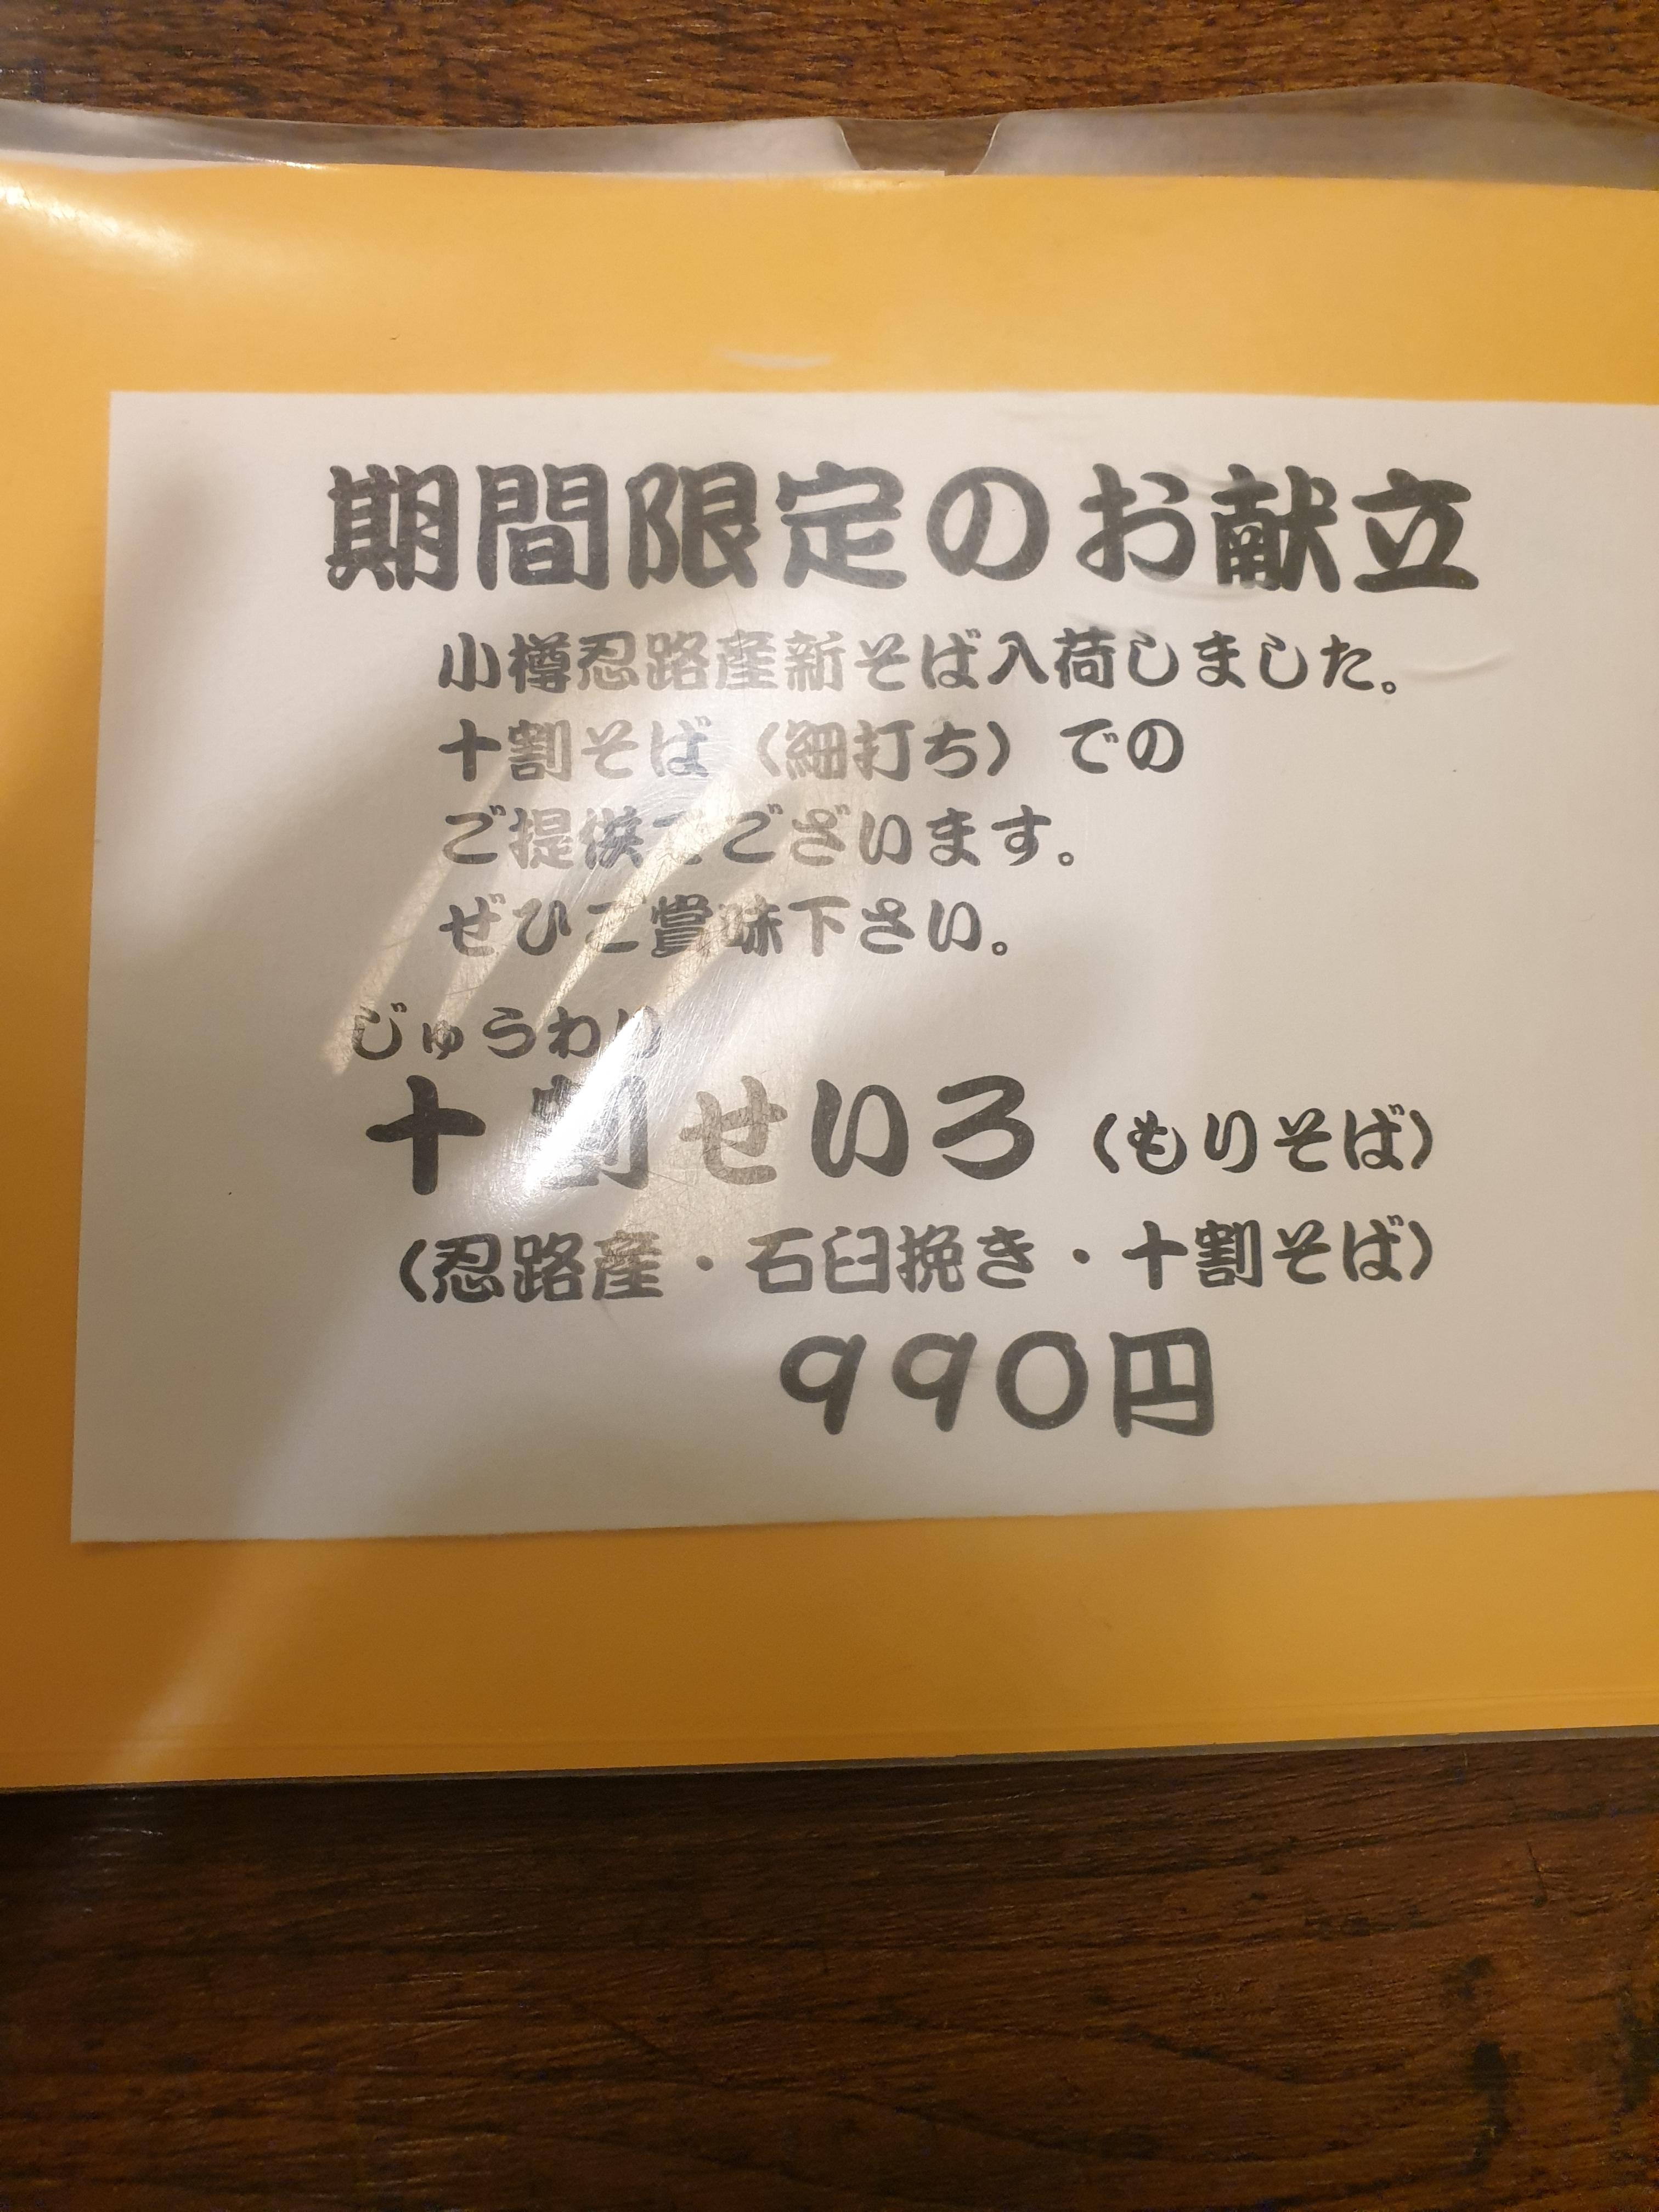 期間限定のお献立
小樽忍路産新そば入荷しました。
十割そば（細打ち）での
ご提供でございます。
ぜひご賞味下さい。
じゅうわり
十割せいろ（もりそば）
（忍路産・石臼挽き・十割そば）
９９０円